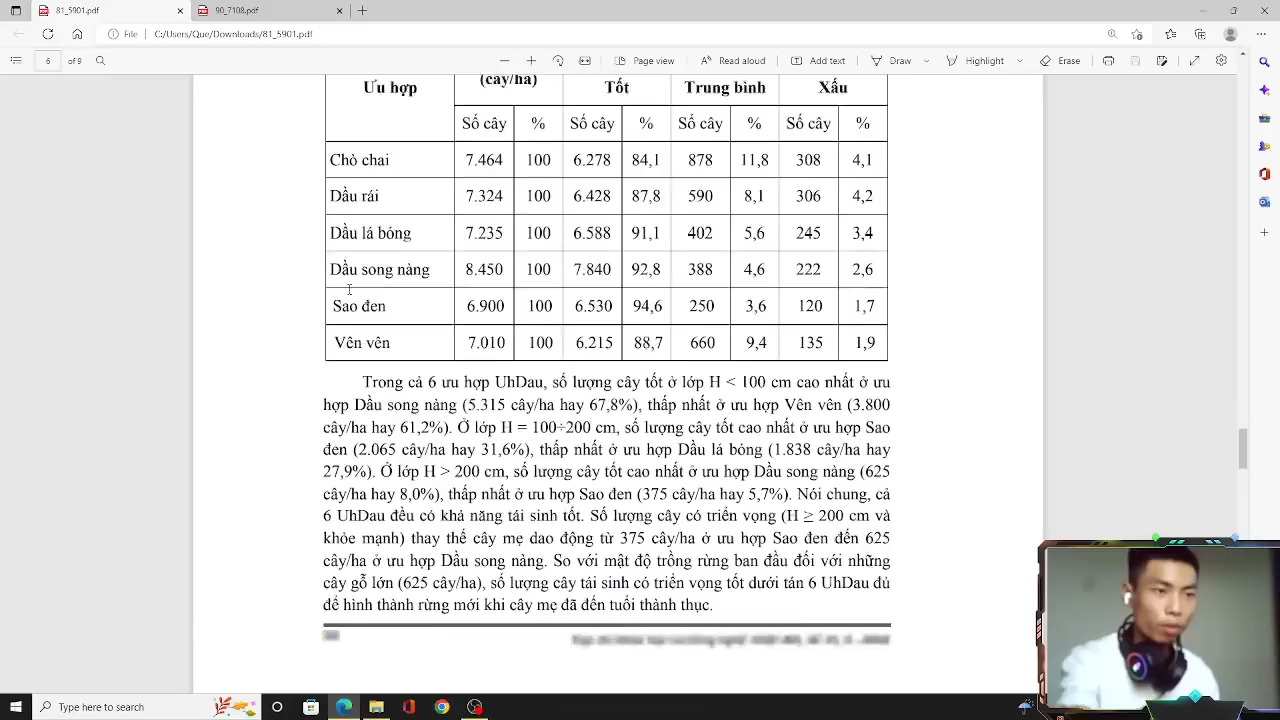 81_5901.pdf
90_7108.pdf
File
C:/Users/Que/Downloads/81_5901.pdf
6 of 9
Page view
Read aloud
Add text
Draw
Highlight
Erase
Ưu hợp
(cây/ha)
Tốt
Trung bình
Xấu
Số cây % Số cây % Số cây % Số cây %
Chò chai 7.464 100 6.278 84,1 878 11,8 308 4,1
Dầu rái 7.324 100 6.428 87,8 590 8,1 306 4,2
Dầu lá bóng 7.235 100 6.588 91,1 402 5,6 245 3,4
Dầu song nàng 8.450 100 7.840 92,8 388 4,6 222 2,6
Sao đen 6.900 100 6.530 94,6 250 3,6 120 1,7
Vên vên 7.010 100 6.215 88,7 660 9,4 135 1,9
Trong cả 6 ưu hợp UhDau, số lượng cây tốt ở lớp H < 100 cm cao nhất ở ưu
hợp Dầu song nàng (5.315 cây/ha hay 67,8%), thấp nhất ở ưu hợp Vên vên (3.800
cây/ha hay 61,2%). Ở lớp H = 100÷200 cm, số lượng cây tốt cao nhất ở ưu hợp Sao
đen (2.065 cây/ha hay 31,6%), thấp nhất ở ưu hợp Dầu lá bóng (1.838 cây/ha hay
27,9%). Ở lớp H > 200 cm, số lượng cây tốt cao nhất ở ưu hợp Dầu song nàng (625
cây/ha hay 8,0%), thấp nhất ở ưu hợp Sao đen (375 cây/ha hay 5,7%). Nói chung, cả
6 UhDau đều có khả năng tái sinh tốt. Số lượng cây có triển vọng (H ≥ 200 cm và
khỏe mạnh) thay thế cây mẹ dao động từ 375 cây/ha ở ưu hợp Sao đen đến 625
cây/ha ở ưu hợp Dầu song nàng. So với mật độ trồng rừng ban đầu đối với những
cây gỗ lớn (625 cây/ha), số lượng cây tái sinh có triển vọng tốt dưới tán 6 UhDau đủ
để hình thành rừng mới khi cây mẹ đã đến tuổi thành thục.
Type here to search